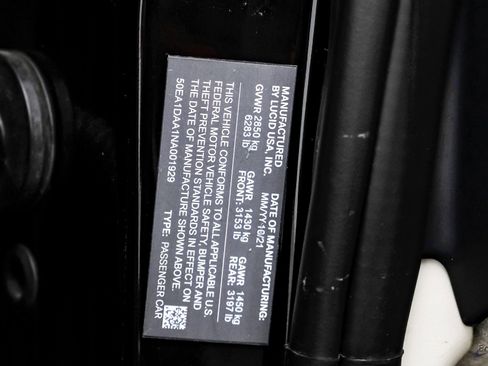 MANUFACTURED
BY LUCID USA, INC.
DATE OF MANUFACTURING:
MM/YY 10/21
GVWR 2850 kg
6283 lb
GAWR 1430 kg
FRONT: 3153 lb
GAWR 1450 kg
REAR: 3197 lb
THIS VEHICLE CONFORMS TO ALL APPLICABLE U.S.
FEDERAL MOTOR VEHICLE SAFETY, BUMPER AND
THEFT PREVENTION STANDARDS IN EFFECT ON
THE DATE OF MANUFACTURE SHOWN ABOVE.
50EA1DAA1NA001929
TYPE: PASSENGER CAR